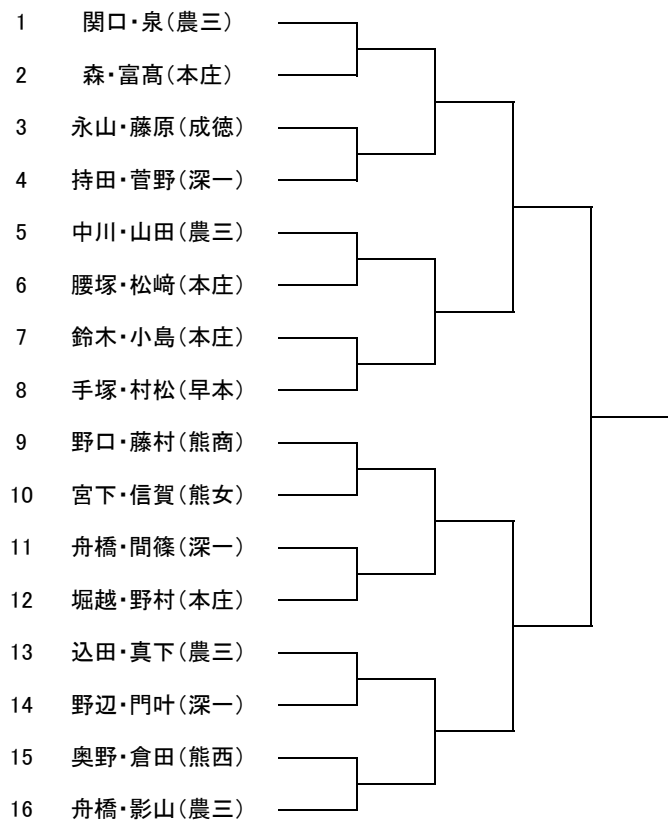 1 関口・泉(農三)
2 森・富髙(本庄)
3 永山・藤原(成徳)
4 持田・菅野(深一)
5 中川・山田(農三)
6 腰塚・松﨑(本庄)
7 鈴木・小島(本庄)
8 手塚・村松(早本)
9 野口・藤村(熊商)
10 宮下・信賀(熊女)
11 舟橋・間篠(深一)
12 堀越・野村(本庄)
13 込田・真下(農三)
14 野辺・門叶(深一)
15 奥野・倉田(熊西)
16 舟橋・影山(農三)